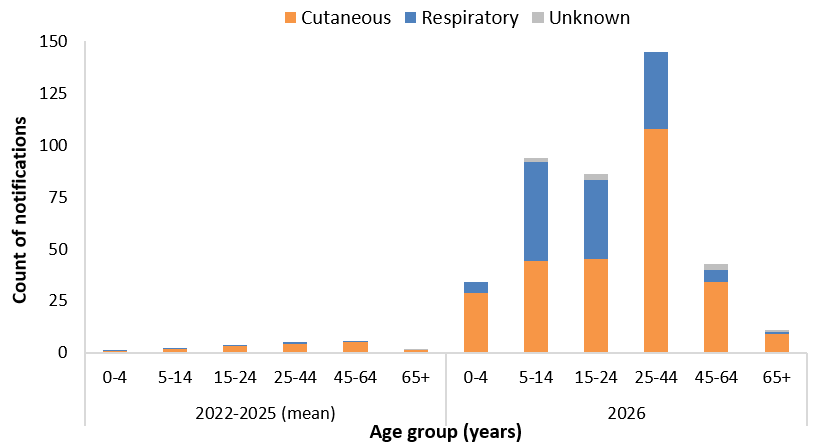 Cutaneous Respiratory Unknown
150
125
100
75
50
25
0
Count of notifications
0-4 5-14 15-24 25-44 45-64 65+ 0-4 5-14 15-24 25-44 45-64 65+
2022-2025 (mean) 2026
Age group (years)